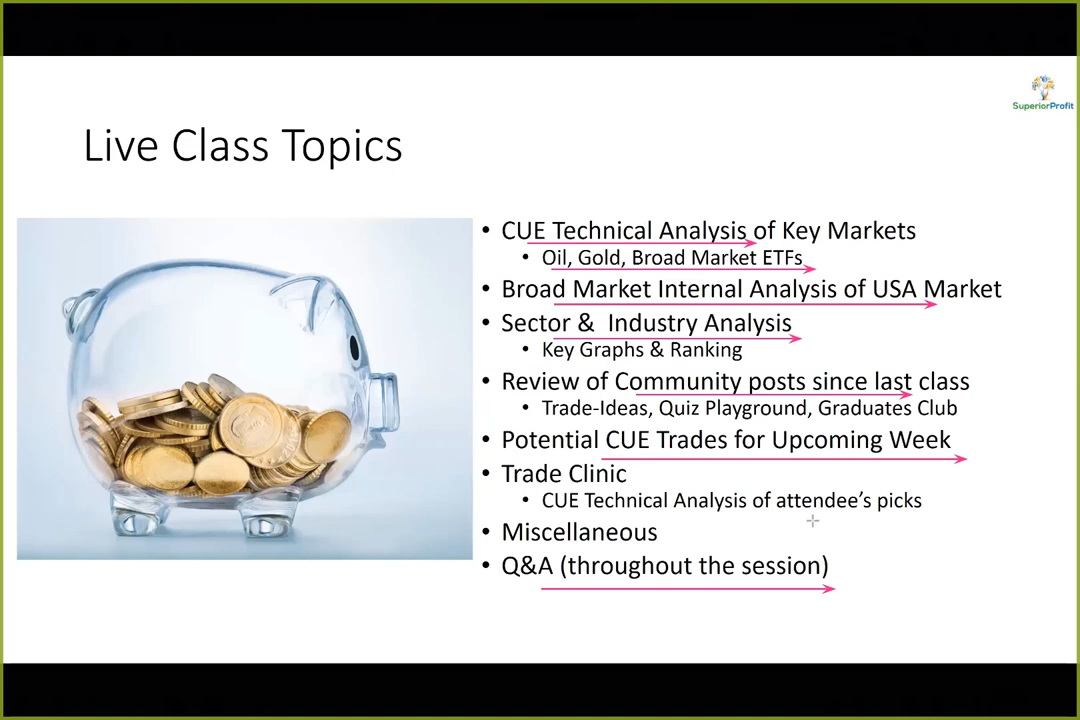 SuperiorProfit
Live Class Topics
• CUE Technical Analysis of Key Markets
• Oil, Gold, Broad Market ETFs
• Broad Market Internal Analysis of USA Market
• Sector & Industry Analysis
• Key Graphs & Ranking
• Review of Community posts since last class
• Trade-Ideas, Quiz Playground, Graduates Club
• Potential CUE Trades for Upcoming Week
• Trade Clinic
• CUE Technical Analysis of attendee's picks
• Miscellaneous
• Q&A (throughout the session)